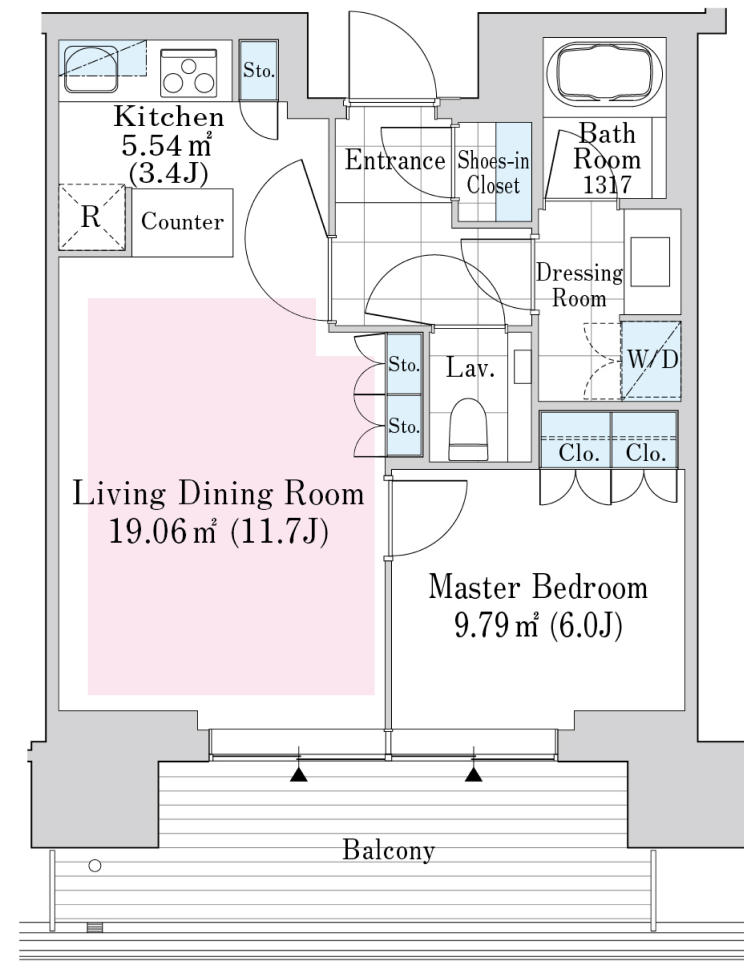 Sto.
Kitchen
5.54㎡
(3.4J)
R
Counter
Entrance
Shoes-in
Closet
Bath
Room
1317
Dressing
Room
W/D
Sto.
Lav.
Sto.
Clo.
Clo.
Living Dining Room
19.06㎡ (11.7J)
Master Bedroom
9.79㎡ (6.0J)
Balcony